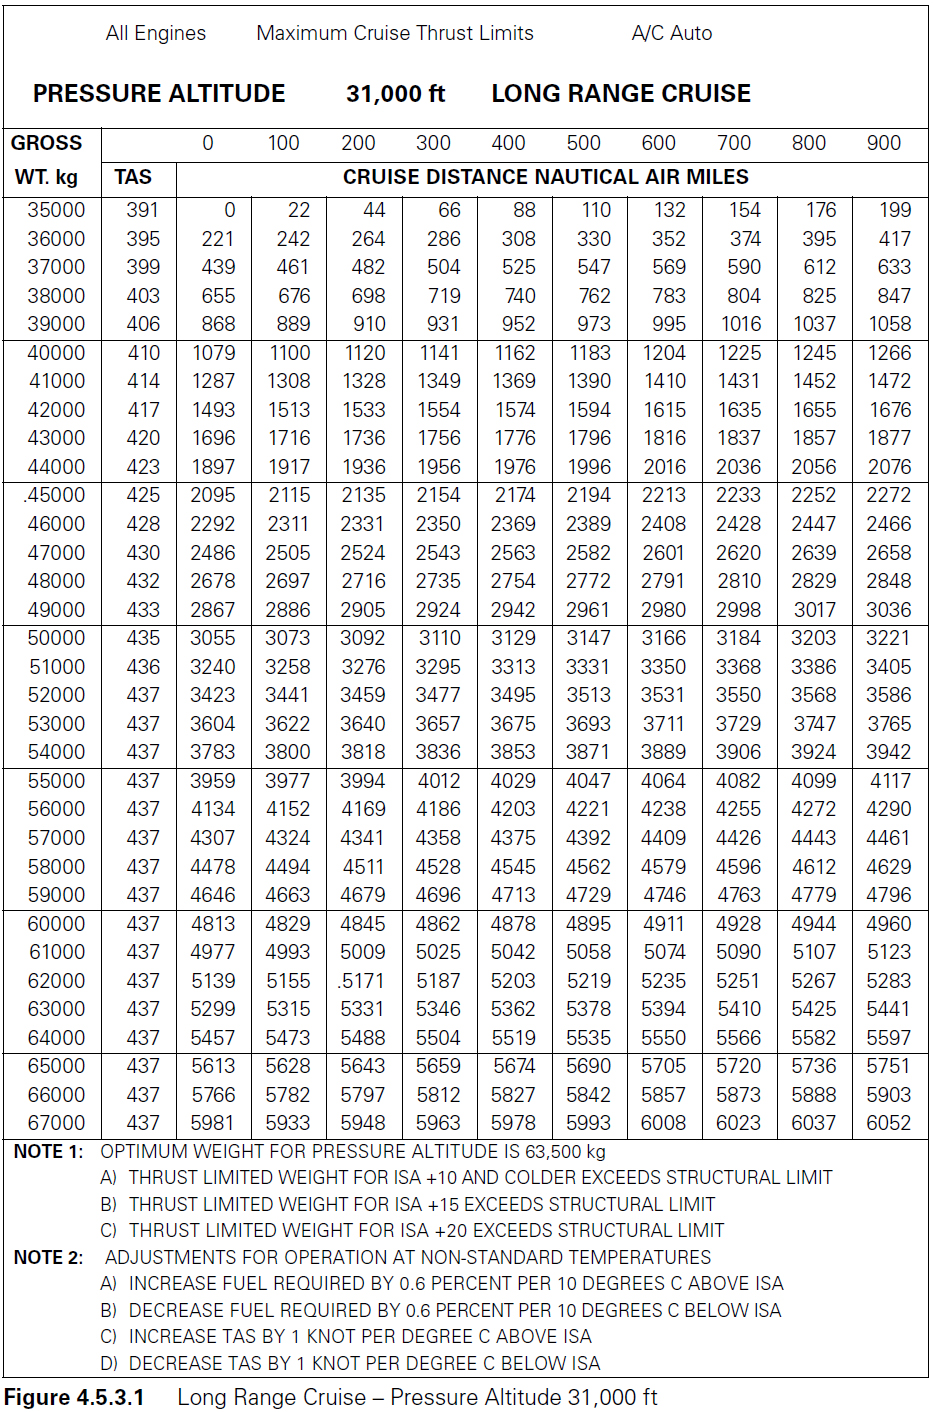 All Engines Maximum Cruise Thrust Limits A/C Auto
PRESSURE ALTITUDE 31,000 ft LONG RANGE CRUISE
GROSS 0 100 200 300 400 500 600 700 800 900
WT. kg TAS CRUISE DISTANCE NAUTICAL AIR MILES
35000 391 0 22 44 66 88 110 132 154 176 199
36000 395 221 242 264 286 308 330 352 374 395 417
37000 399 439 461 482 504 525 547 569 590 612 633
38000 403 655 676 698 719 740 762 783 804 825 847
39000 406 868 889 910 931 952 973 995 1016 1037 1058
40000 410 1079 1100 1120 1141 1162 1183 1204 1225 1245 1266
41000 414 1287 1308 1328 1349 1369 1390 1410 1431 1452 1472
42000 417 1493 1513 1533 1554 1574 1594 1615 1635 1655 1676
43000 420 1696 1716 1736 1756 1776 1796 1816 1837 1857 1877
44000 423 1897 1917 1936 1956 1976 1996 2016 2036 2056 2076
.45000 425 2095 2115 2135 2154 2174 2194 2213 2233 2252 2272
46000 428 2292 2311 2331 2350 2369 2389 2408 2428 2447 2466
47000 430 2486 2505 2524 2543 2563 2582 2601 2620 2639 2658
48000 432 2678 2697 2716 2735 2754 2772 2791 2810 2829 2848
49000 433 2867 2886 2905 2924 2942 2961 2980 2998 3017 3036
50000 435 3055 3073 3092 3110 3129 3147 3166 3184 3203 3221
51000 436 3240 3258 3276 3295 3313 3331 3350 3368 3386 3405
52000 437 3423 3441 3459 3477 3495 3513 3531 3550 3568 3586
53000 437 3604 3622 3640 3657 3675 3693 3711 3729 3747 3765
54000 437 3783 3800 3818 3836 3853 3871 3889 3906 3924 3942
55000 437 3959 3977 3994 4012 4029 4047 4064 4082 4099 4117
56000 437 4134 4152 4169 4186 4203 4221 4238 4255 4272 4290
57000 437 4307 4324 4341 4358 4375 4392 4409 4426 4443 4461
58000 437 4478 4494 4511 4528 4545 4562 4579 4596 4612 4629
59000 437 4646 4663 4679 4696 4713 4729 4746 4763 4779 4796
60000 437 4813 4829 4845 4862 4878 4895 4911 4928 4944 4960
61000 437 4977 4993 5009 5025 5042 5058 5074 5090 5107 5123
62000 437 5139 5155 .5171 5187 5203 5219 5235 5251 5267 5283
63000 437 5299 5315 5331 5346 5362 5378 5394 5410 5425 5441
64000 437 5457 5473 5488 5504 5519 5535 5550 5566 5582 5597
65000 437 5613 5628 5643 5659 5674 5690 5705 5720 5736 5751
66000 437 5766 5782 5797 5812 5827 5842 5857 5873 5888 5903
67000 437 5981 5933 5948 5963 5978 5993 6008 6023 6037 6052
NOTE 1: OPTIMUM WEIGHT FOR PRESSURE ALTITUDE IS 63,500 kg
A) THRUST LIMITED WEIGHT FOR ISA +10 AND COLDER EXCEEDS STRUCTURAL LIMIT
B) THRUST LIMITED WEIGHT FOR ISA +15 EXCEEDS STRUCTURAL LIMIT
C) THRUST LIMITED WEIGHT FOR ISA +20 EXCEEDS STRUCTURAL LIMIT
NOTE 2: ADJUSTMENTS FOR OPERATION AT NON-STANDARD TEMPERATURES
A) INCREASE FUEL REQUIRED BY 0.6 PERCENT PER 10 DEGREES C ABOVE ISA
B) DECREASE FUEL REQUIRED BY 0.6 PERCENT PER 10 DEGREES C BELOW ISA
C) INCREASE TAS BY 1 KNOT PER DEGREE C ABOVE ISA
D) DECREASE TAS BY 1 KNOT PER DEGREE C BELOW ISA
Figure 4.5.3.1 Long Range Cruise – Pressure Altitude 31,000 ft